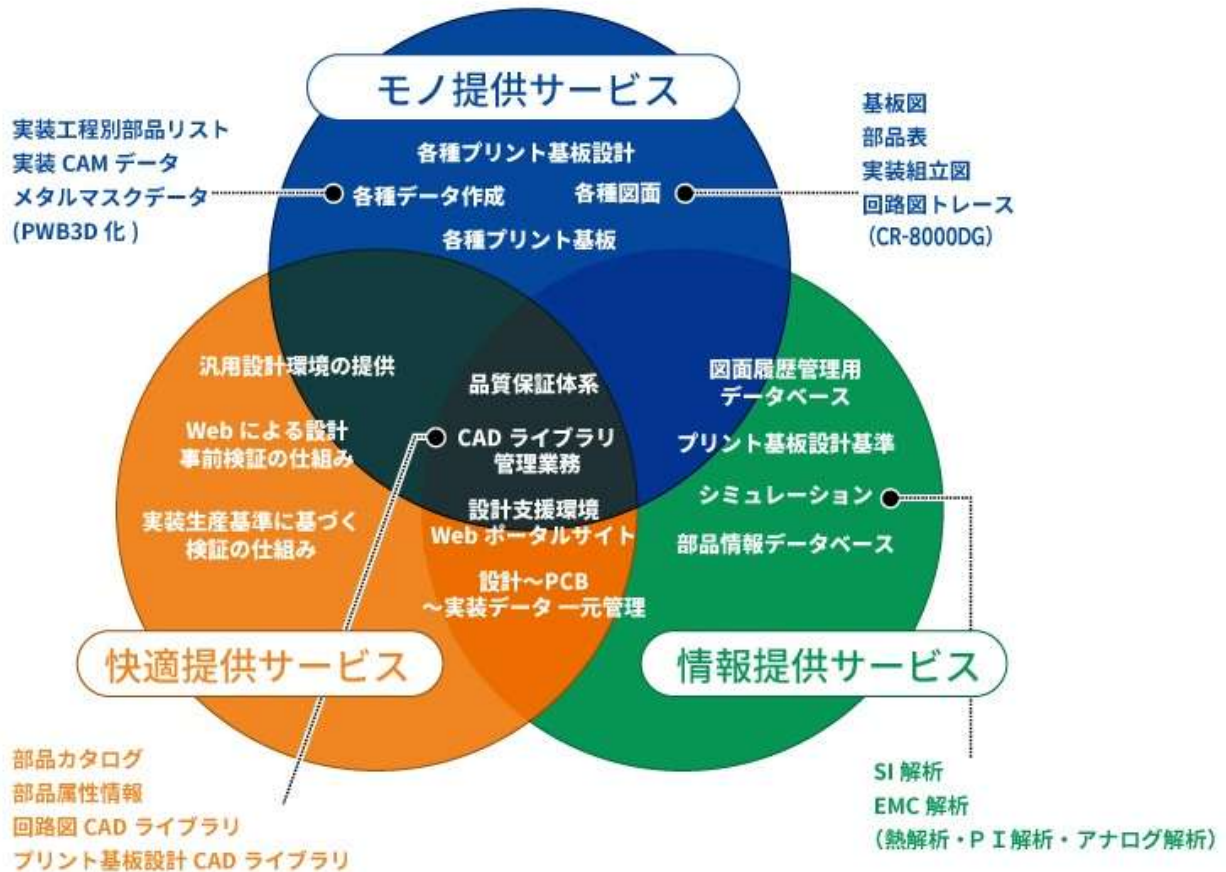 モノ提供サービス
実装工程別部品リスト
実装 CAM データ
メタルマスクデータ
(PWB3D 化 )
各種プリント基板設計
各種データ作成
各種図面
各種プリント基板
基板図
部品表
実装組立図
回路図トレース
（CR-8000DG）
汎用設計環境の提供
Web による設計
事前検証の仕組み
実装生産基準に基づく
検証の仕組み
品質保証体系
CAD ライブラリ
管理業務
設計支援環境
Web ポータルサイト
設計～PCB
～実装データ 一元管理
図面履歴管理用
データベース
プリント基板設計基準
シミュレーション
部品情報データベース
快適提供サービス
情報提供サービス
部品カタログ
部品属性情報
回路図 CAD ライブラリ
プリント基板設計 CAD ライブラリ
SI 解析
EMC 解析
（熱解析・ＰＩ解析・アナログ解析）